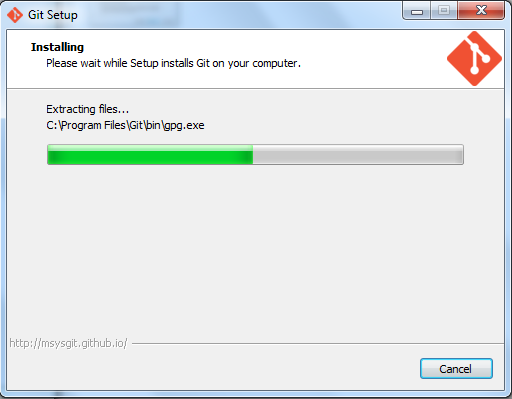 Git Setup
Installing
Please wait while Setup installs Git on your computer.
Extracting files...
C:\Program Files\Git\bin\gpg.exe
http://msysgit.github.io/
Cancel